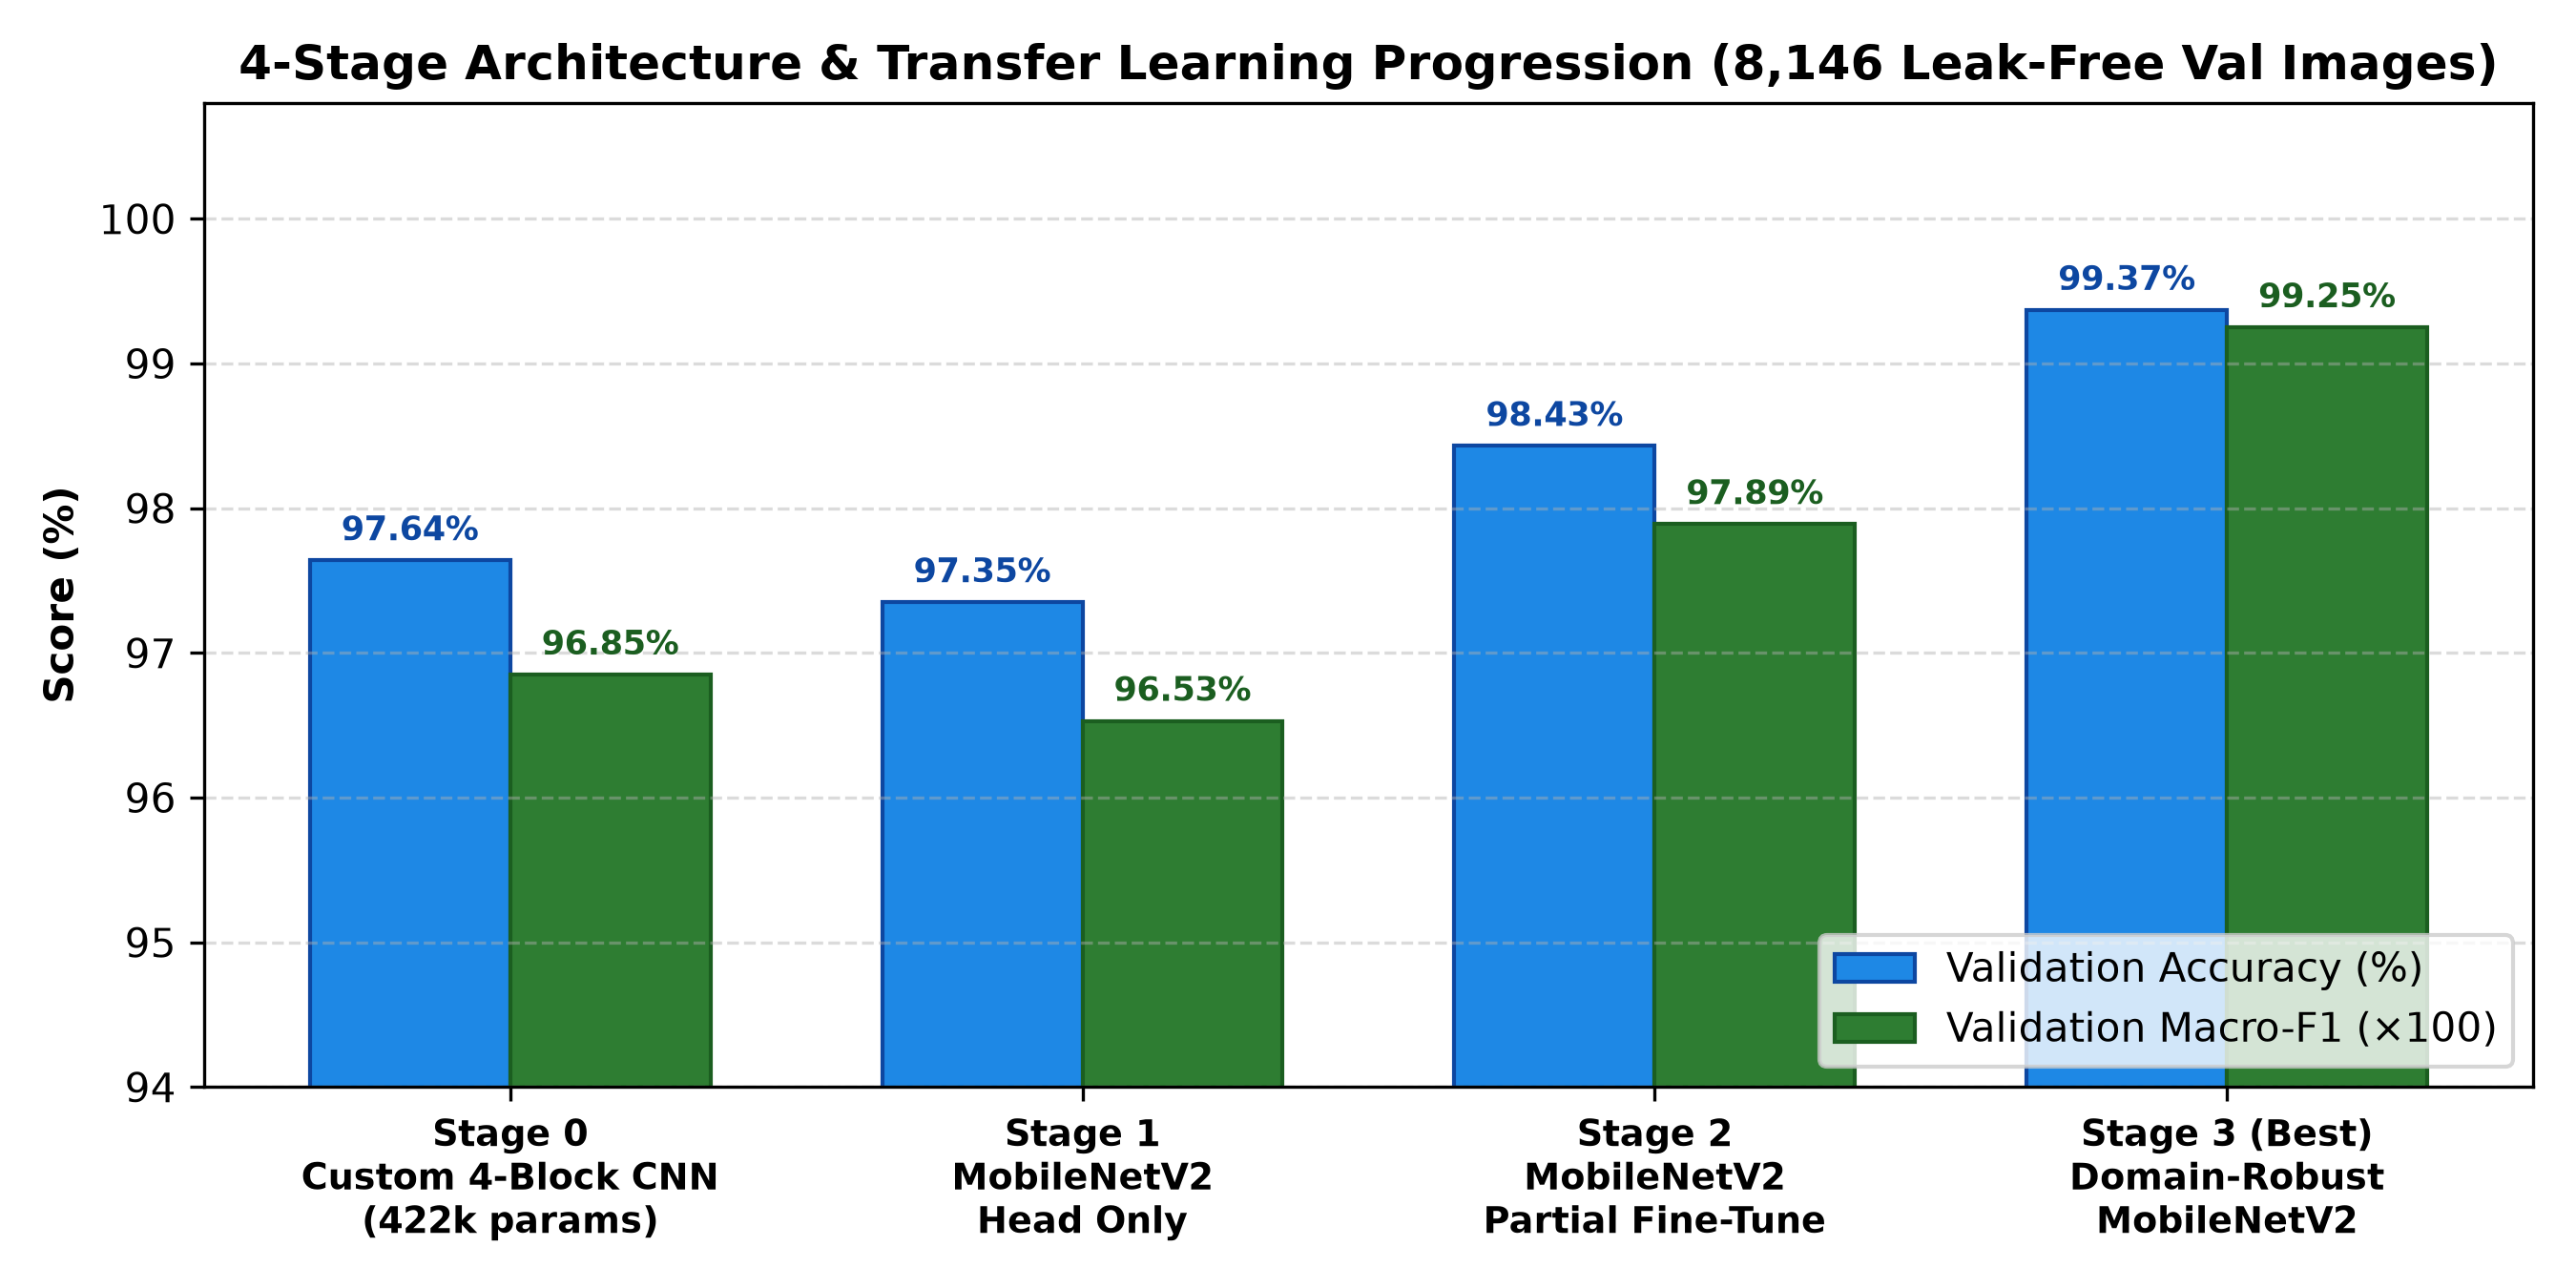 4-Stage Architecture & Transfer Learning Progression (8,146 Leak-Free Val Images)
Score (%)
100
99
98
97
96
95
94
97.64%
96.85%
97.35%
96.53%
98.43%
97.89%
99.37%
99.25%
Validation Accuracy (%)
Validation Macro-F1 (×100)
Stage 0
Custom 4-Block CNN
(422k params)
Stage 1
MobileNetV2
Head Only
Stage 2
MobileNetV2
Partial Fine-Tune
Stage 3 (Best)
Domain-Robust
MobileNetV2